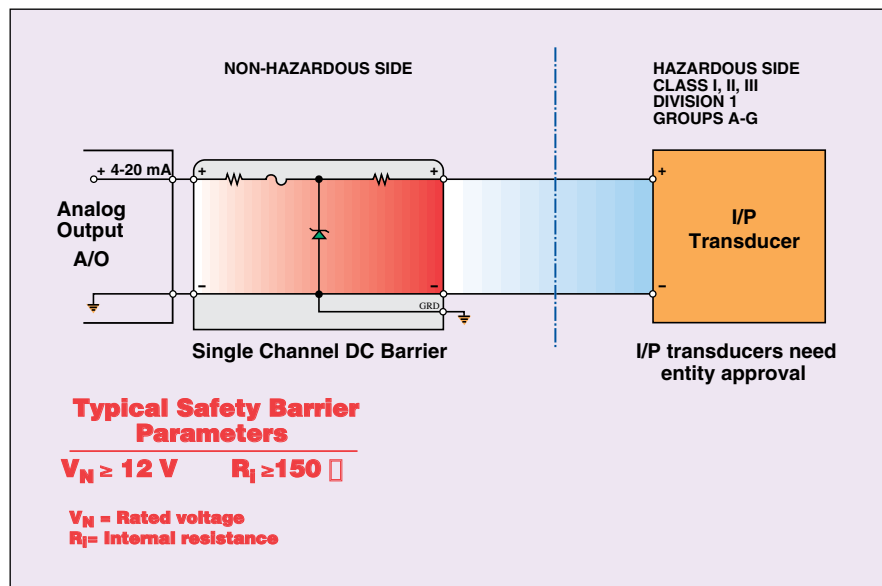 NON-HAZARDOUS SIDE
HAZARDOUS SIDE
CLASS I, II, III
DIVISION 1
GROUPS A-G
+ 4-20 mA
Analog
Output
A/O
+
–
+
–
GRD
Single Channel DC Barrier
+
–
I/P
Transducer
I/P transducers need
entity approval
Typical Safety Barrier
Parameters
VN ≥ 12 V Ri ≥150 ▯
VN = Rated voltage
Ri= Internal resistance